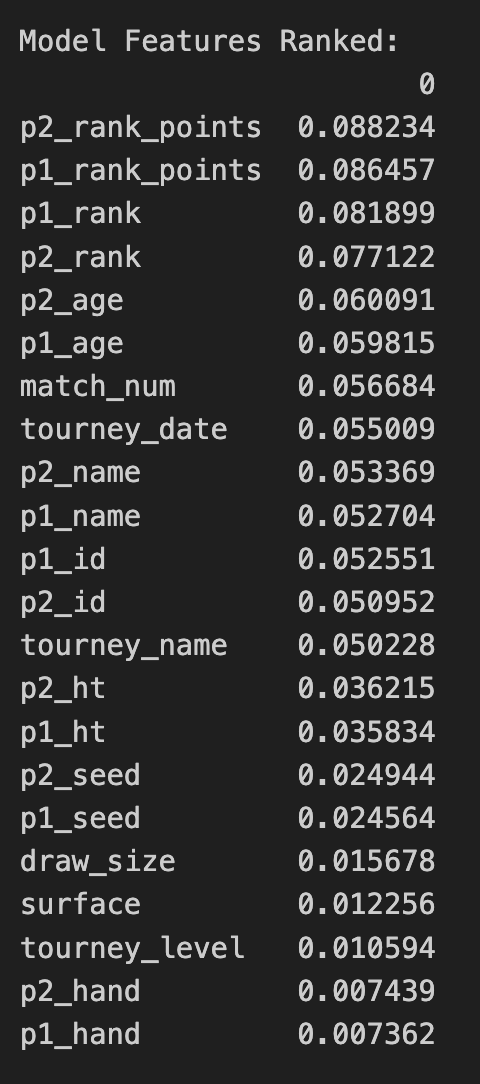 Model Features Ranked:
0
p2_rank_points 0.088234
p1_rank_points 0.086457
p1_rank 0.081899
p2_rank 0.077122
p2_age 0.060091
p1_age 0.059815
match_num 0.056684
tourney_date 0.055009
p2_name 0.053369
p1_name 0.052704
p1_id 0.052551
p2_id 0.050952
tourney_name 0.050228
p2_ht 0.036215
p1_ht 0.035834
p2_seed 0.024944
p1_seed 0.024564
draw_size 0.015678
surface 0.012256
tourney_level 0.010594
p2_hand 0.007439
p1_hand 0.007362